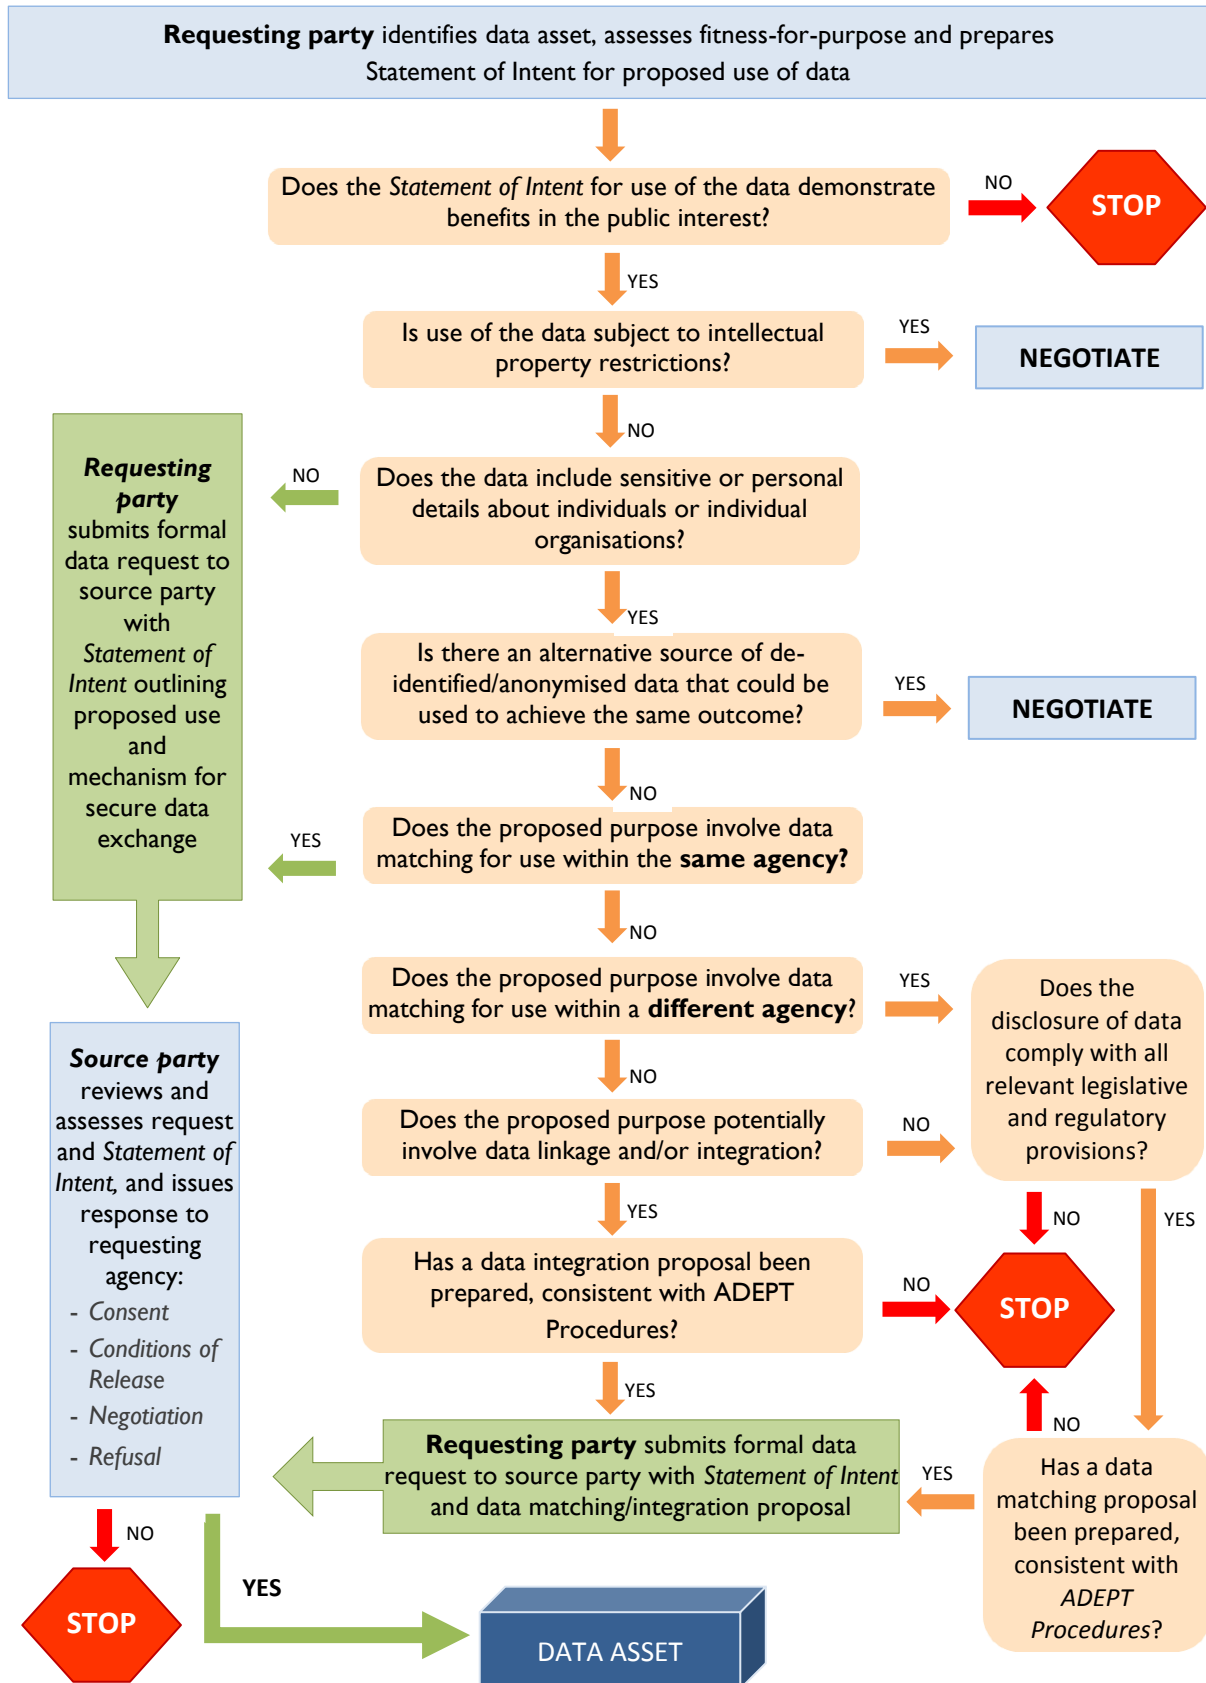 Requesting party identifies data asset, assesses fitness-for-purpose and prepares
Statement of Intent for proposed use of data
Does the Statement of Intent for use of the data demonstrate
benefits in the public interest?
NO
STOP
YES
Is use of the data subject to intellectual
property restrictions?
YES
NEGOTIATE
NO
Does the data include sensitive or personal
details about individuals or individual
organisations?
NO
Requesting
party
submits formal
data request to
source party
with
Statement of
Intent outlining
proposed use
and
mechanism for
secure data
exchange
YES
Is there an alternative source of de-
identified/anonymised data that could be
used to achieve the same outcome?
YES
NEGOTIATE
NO
Does the proposed purpose involve data
matching for use within the same agency?
YES
NO
Does the proposed purpose involve data
matching for use within a different agency?
YES
Does the
disclosure of data
comply with all
relevant legislative
and regulatory
provisions?
NO
Does the proposed purpose potentially
involve data linkage and/or integration?
NO
YES
Has a data integration proposal been
prepared, consistent with ADEPT
Procedures?
NO
STOP
NO
YES
NO
Has a data
matching proposal
been prepared,
consistent with
ADEPT
Procedures?
YES
YES
Requesting party submits formal data
request to source party with Statement of Intent
and data matching/integration proposal
Source party
reviews and
assesses request
and Statement of
Intent, and issues
response to
requesting
agency:
- Consent
- Conditions of
Release
- Negotiation
- Refusal
NO
STOP
YES
DATA ASSET